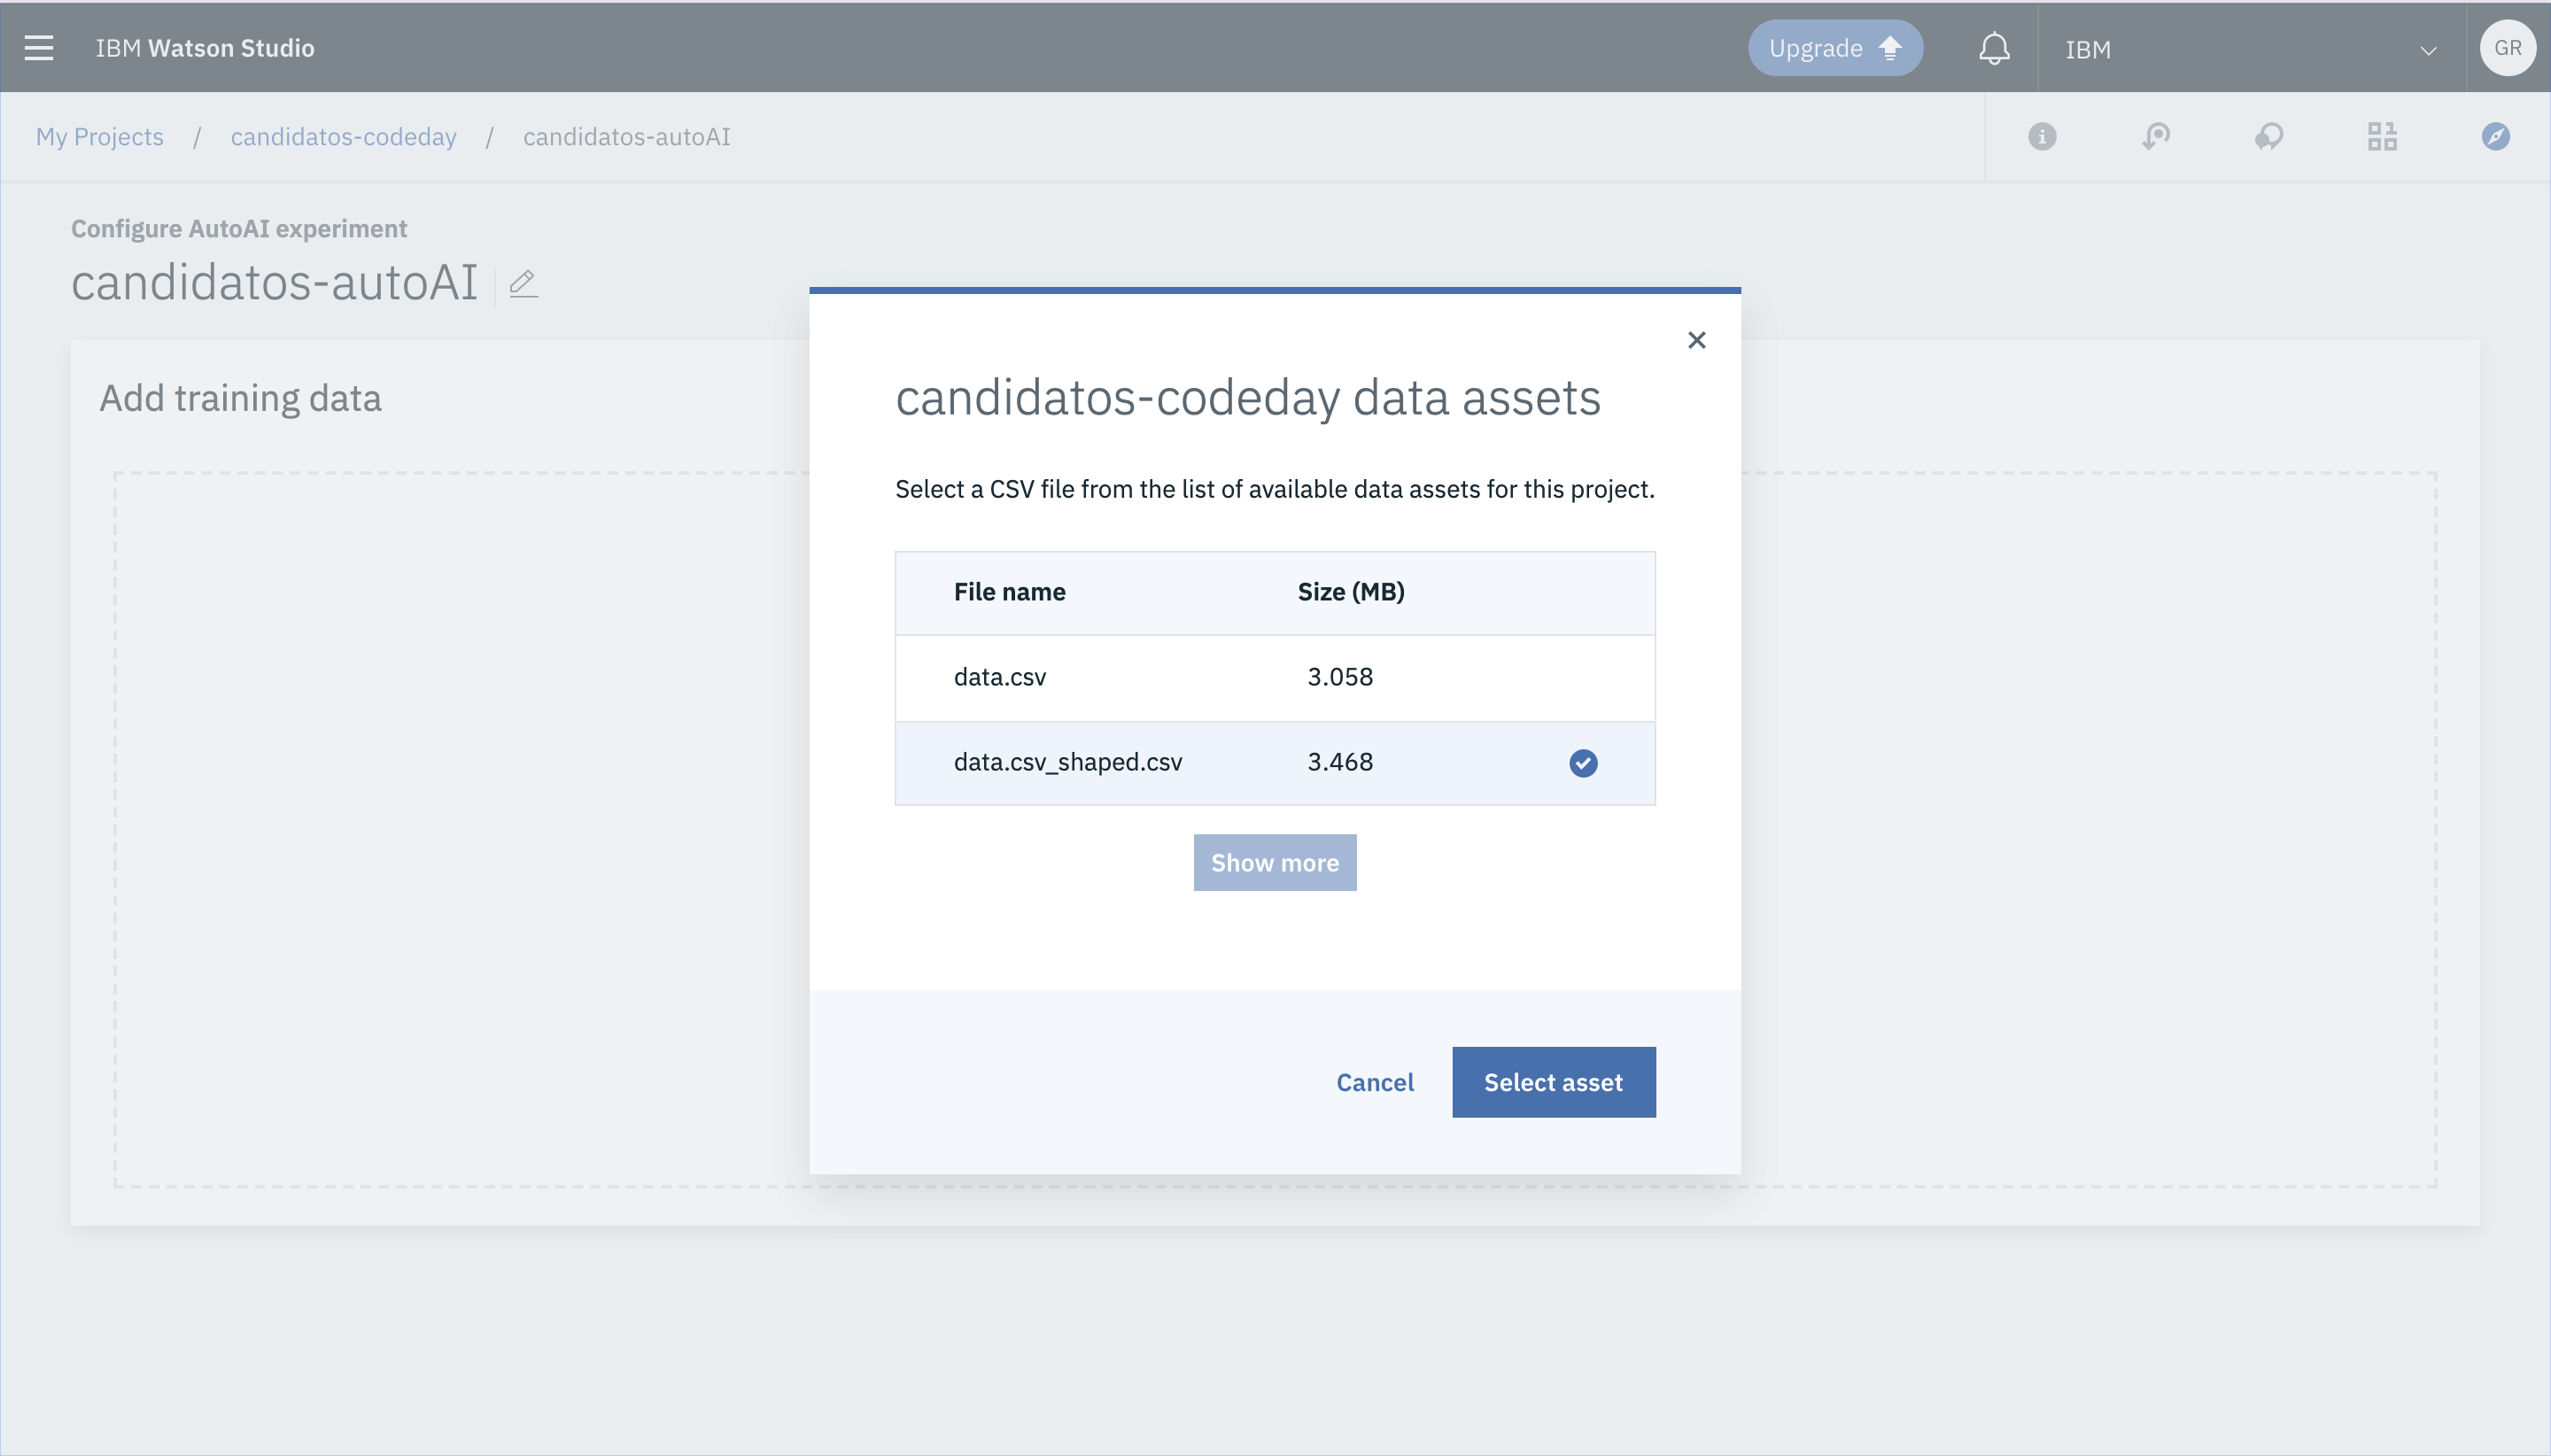 IBM Watson Studio
Upgrade
IBM
GR
My Projects / candidatos-codeday / candidatos-autoAI
Configure AutoAI experiment
candidatos-autoAI
Add training data
candidatos-codeday data assets
Select a CSV file from the list of available data assets for this project.
File name Size (MB)
data.csv 3.058
data.csv_shaped.csv 3.468
Show more
Cancel Select asset